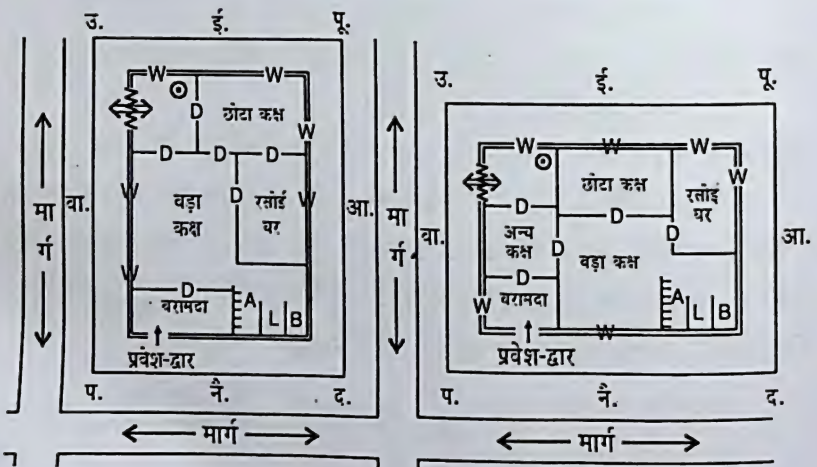 उ. ई. पू.
W W
D छोटा कक्ष
W
D D D
W बड़ा कक्ष D रसोई घर W
वा. आ.
मार्ग
W
D
बरामदा A L B
प्रवेश-द्वार
प. नै. द.
मार्ग
मार्ग
उ. ई. पू.
W W W
छोटा कक्ष रसोई घर W
D D D
वा. अन्य कक्ष D बड़ा कक्ष आ.
D
बरामदा A L B
W W
प्रवेश-द्वार
प. नै. द.
मार्ग